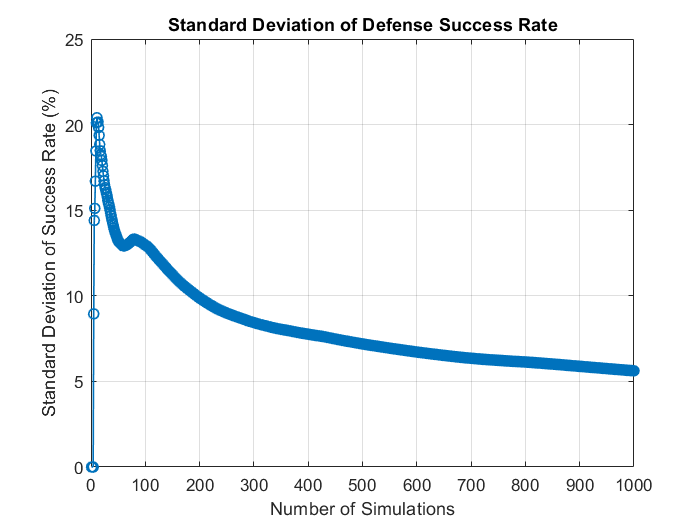 Standard Deviation of Defense Success Rate
Standard Deviation of Success Rate (%)
25
20
15
10
5
0
0 100 200 300 400 500 600 700 800 900 1000
Number of Simulations